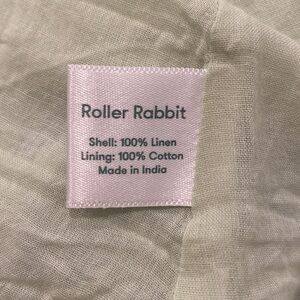 Roller Rabbit
Shell: 100% Linen
Lining: 100% Cotton
Made in India